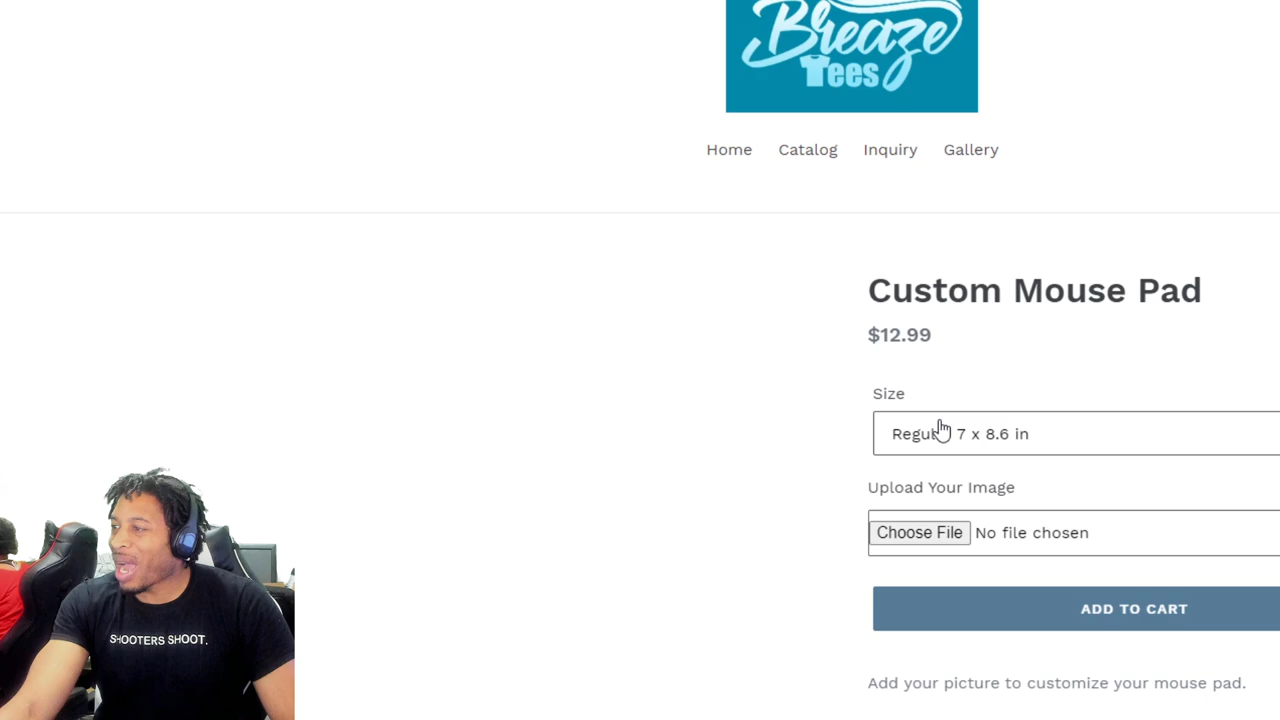 Breaze
Tees
Home Catalog Inquiry Gallery
Custom Mouse Pad
$12.99
Size
7 x 8.6 in
Upload Your Image
Choose File No file chosen
ADD TO CART
Add your picture to customize your mouse pad.
SHOOTERS SHOOT.